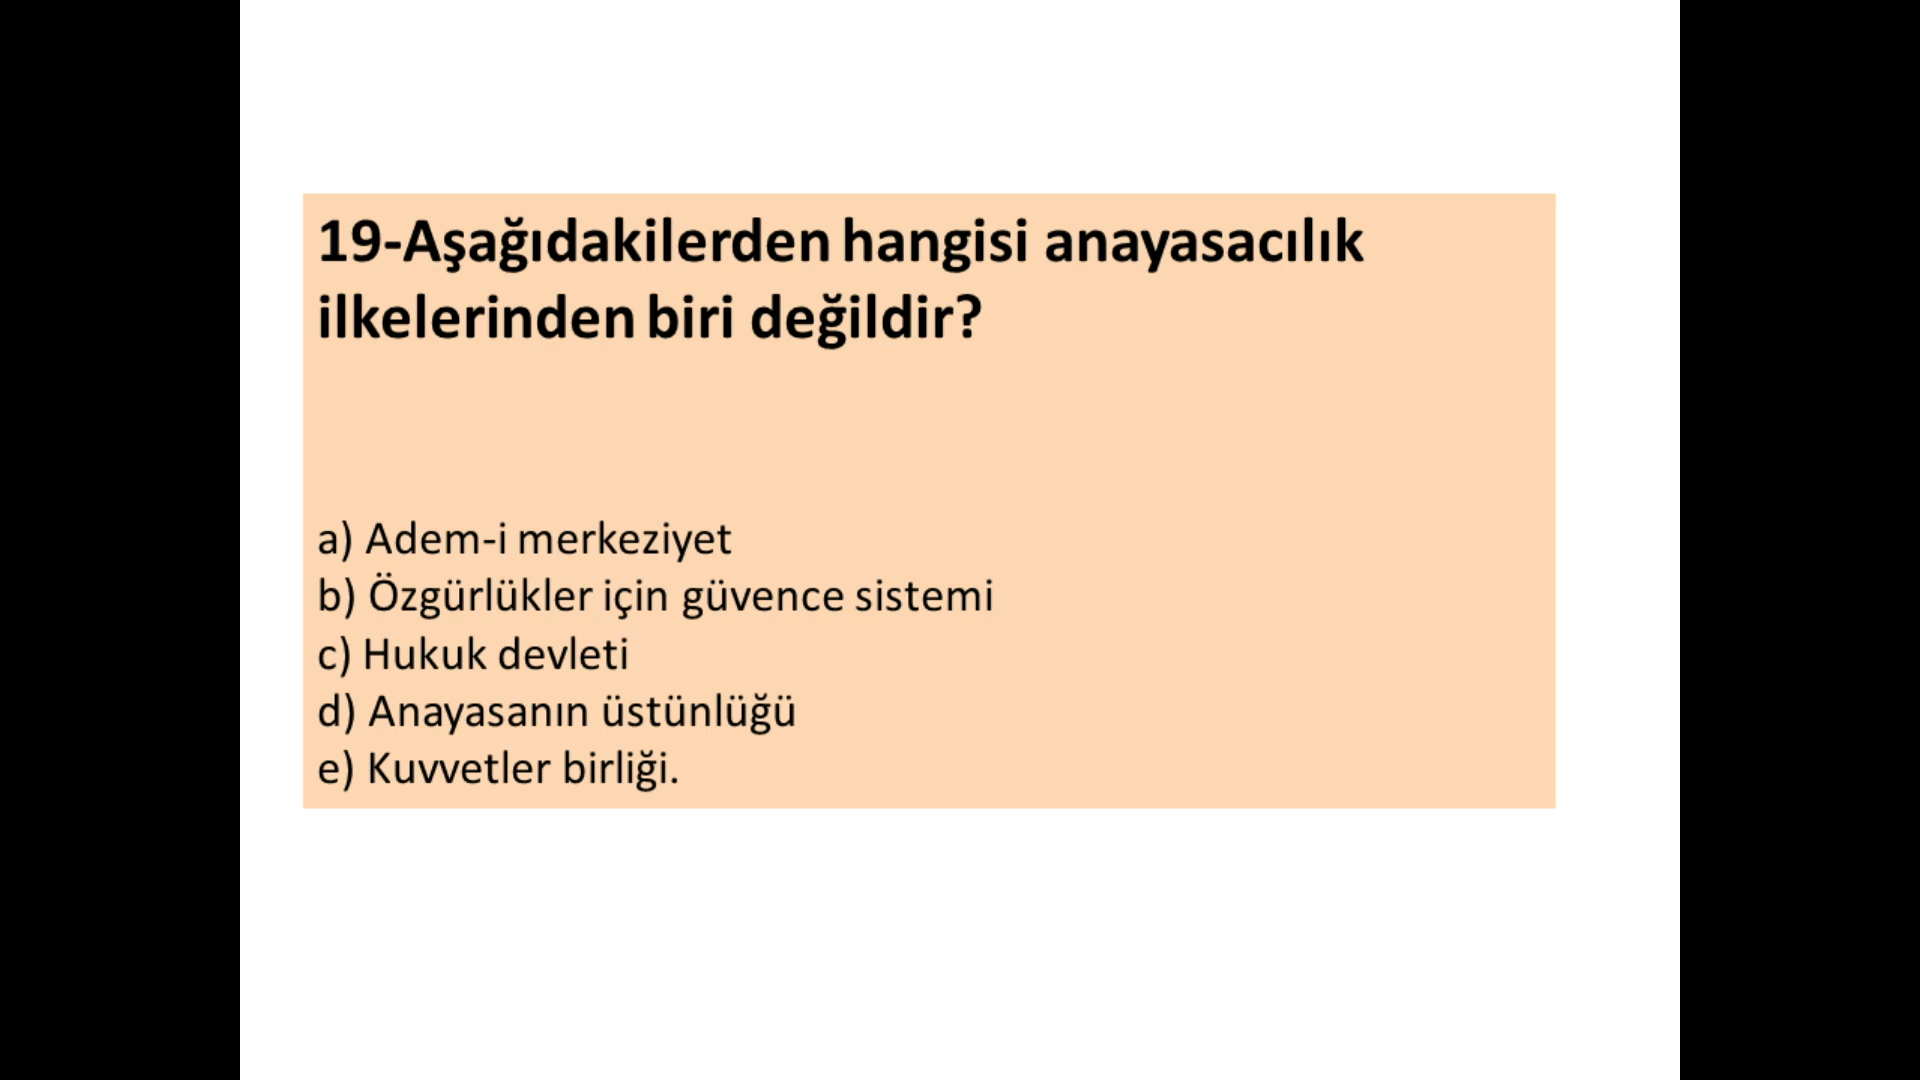 19-Aşağıdakilerden hangisi anayasacılık
ilkelerinden biri değildir?
a) Adem-i merkeziyet
b) Özgürlükler için güvence sistemi
c) Hukuk devleti
d) Anayasanın üstünlüğü
e) Kuvvetler birliği.